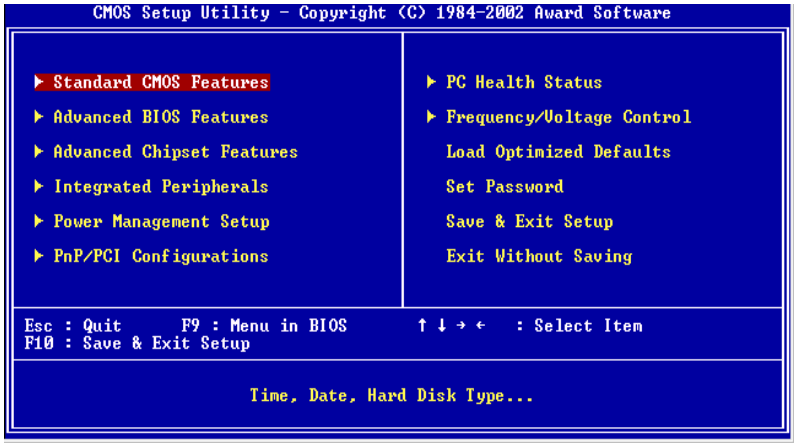 CMOS Setup Utility - Copyright (C) 1984-2002 Award Software
Standard CMOS Features
Advanced BIOS Features
Advanced Chipset Features
Integrated Peripherals
Power Management Setup
PnP/PCI Configurations
PC Health Status
Frequency/Voltage Control
Load Optimized Defaults
Set Password
Save & Exit Setup
Exit Without Saving
Esc : Quit F9 : Menu in BIOS ↑ ↓ → ← : Select Item
F10 : Save & Exit Setup
Time, Date, Hard Disk Type...